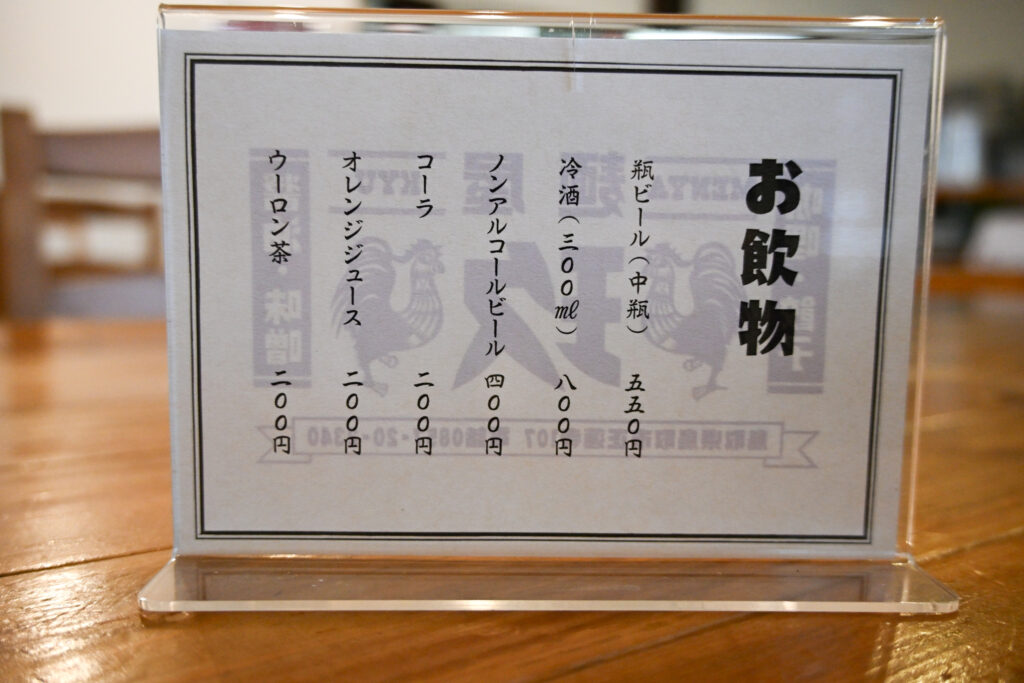 お飲物
瓶ビール（中瓶） 五五〇円
冷酒（三〇〇㎖） 八〇〇円
ノンアルコールビール 四〇〇円
コーラ 二〇〇円
オレンジジュース 二〇〇円
ウーロン茶 二〇〇円